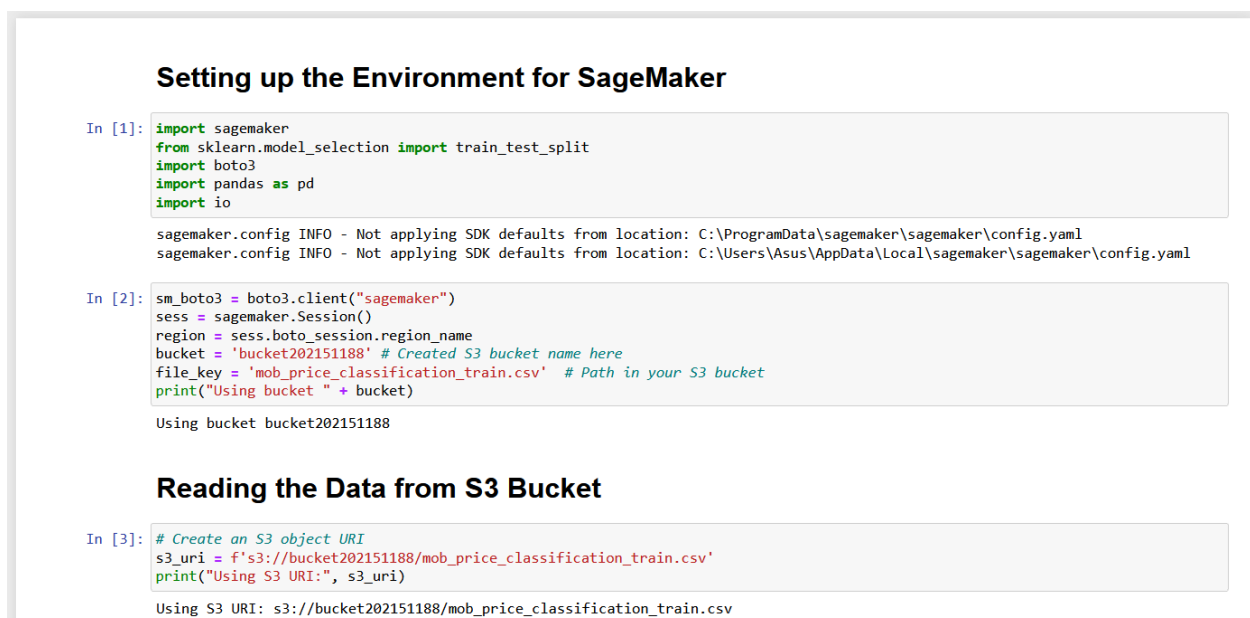 Setting up the Environment for SageMaker
In [1]: import sagemaker
from sklearn.model_selection import train_test_split
import boto3
import pandas as pd
import io
sagemaker.config INFO - Not applying SDK defaults from location: C:\ProgramData\sagemaker\sagemaker\config.yaml
sagemaker.config INFO - Not applying SDK defaults from location: C:\Users\Asus\AppData\Local\sagemaker\sagemaker\config.yaml
In [2]: sm_boto3 = boto3.client("sagemaker")
sess = sagemaker.Session()
region = sess.boto_session.region_name
bucket = 'bucket202151188' # Created S3 bucket name here
file_key = 'mob_price_classification_train.csv'  # Path in your S3 bucket
print("Using bucket " + bucket)
Using bucket bucket202151188
Reading the Data from S3 Bucket
In [3]: # Create an S3 object URI
s3_uri = f's3://bucket202151188/mob_price_classification_train.csv'
print("Using S3 URI:", s3_uri)
Using S3 URI: s3://bucket202151188/mob_price_classification_train.csv